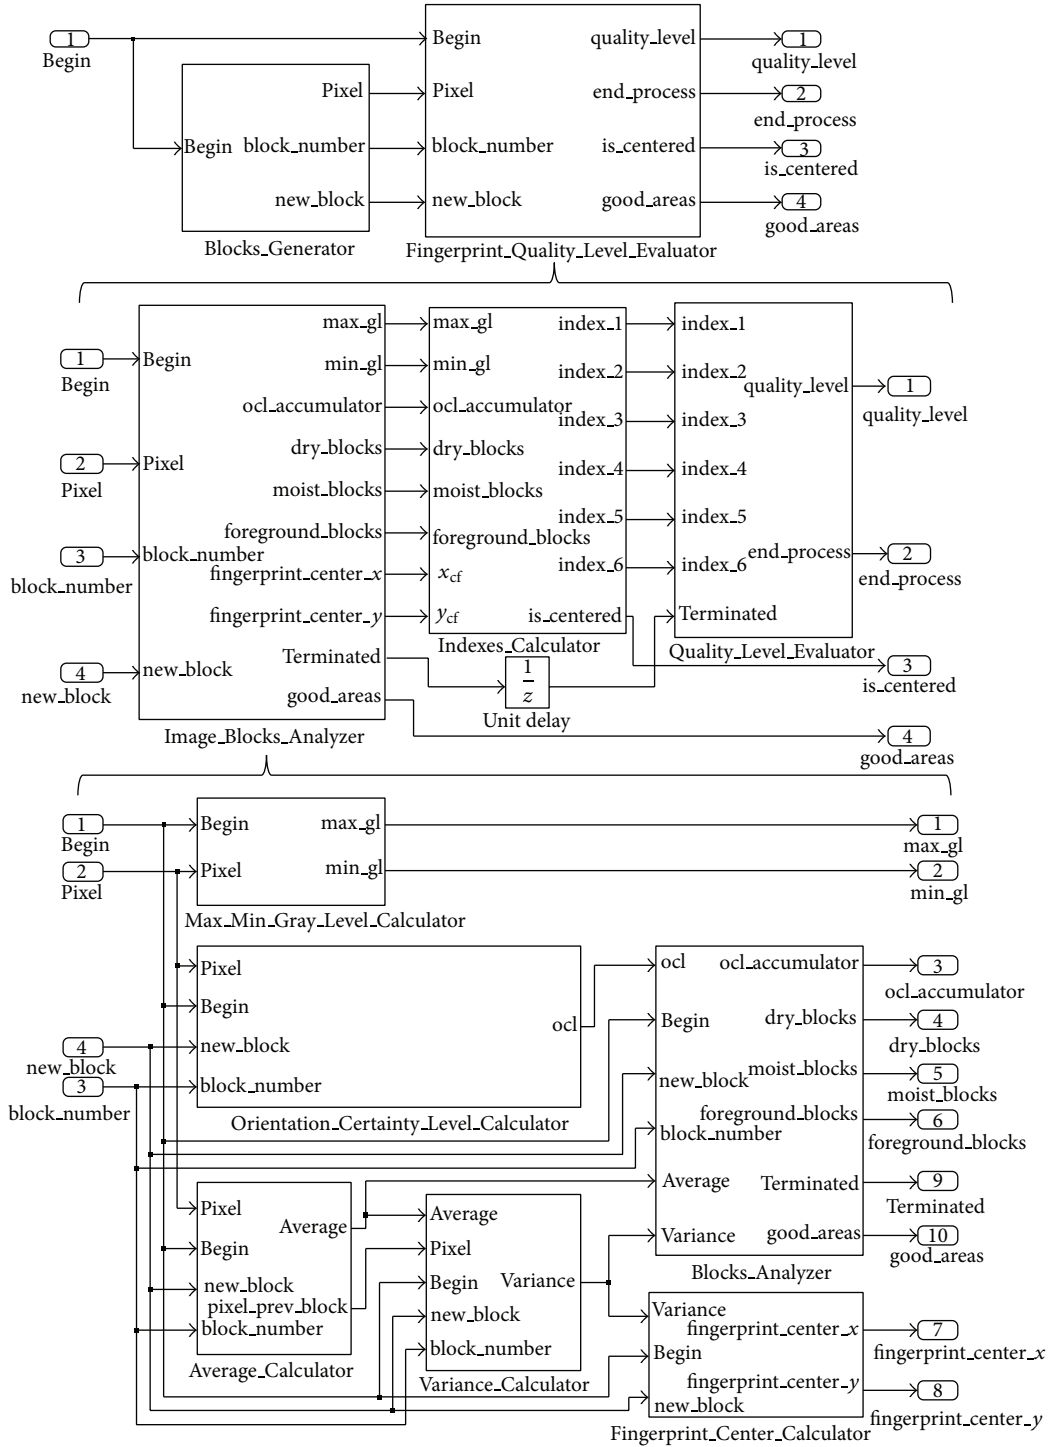 1
Begin
Begin
Pixel
block_number
new_block
Blocks_Generator
Begin
Pixel
block_number
new_block
quality_level
end_process
is_centered
good_areas
Fingerprint_Quality_Level_Evaluator
1
quality_level
2
end_process
3
is_centered
4
good_areas
1
Begin
2
Pixel
3
block_number
4
new_block
Begin
Pixel
block_number
new_block
max_gl
min_gl
ocl_accumulator
dry_blocks
moist_blocks
foreground_blocks
fingerprint_center_x
fingerprint_center_y
Terminated
good_areas
Image_Blocks_Analyzer
max_gl
min_gl
ocl_accumulator
dry_blocks
moist_blocks
foreground_blocks
x_cf
y_cf
index_1
index_2
index_3
index_4
index_5
index_6
is_centered
Indexes_Calculator
1
z
Unit delay
index_1
index_2
index_3
index_4
index_5
index_6
Terminated
quality_level
end_process
Quality_Level_Evaluator
1
quality_level
2
end_process
3
is_centered
4
good_areas
1
Begin
2
Pixel
4
new_block
3
block_number
Begin
Pixel
max_gl
min_gl
Max_Min_Gray_Level_Calculator
1
max_gl
2
min_gl
Pixel
Begin
new_block
block_number
ocl
Orientation_Certainty_Level_Calculator
ocl
Begin
new_block
block_number
Average
Variance
ocl_accumulator
dry_blocks
moist_blocks
foreground_blocks
Terminated
good_areas
Blocks_Analyzer
3
ocl_accumulator
4
dry_blocks
5
moist_blocks
6
foreground_blocks
9
Terminated
10
good_areas
Pixel
Begin
new_block
block_number
Average
pixel_prev_block
Average_Calculator
Average
Pixel
Begin
new_block
block_number
Variance
Variance_Calculator
Variance
Begin
new_block
fingerprint_center_x
fingerprint_center_y
Fingerprint_Center_Calculator
7
fingerprint_center_x
8
fingerprint_center_y